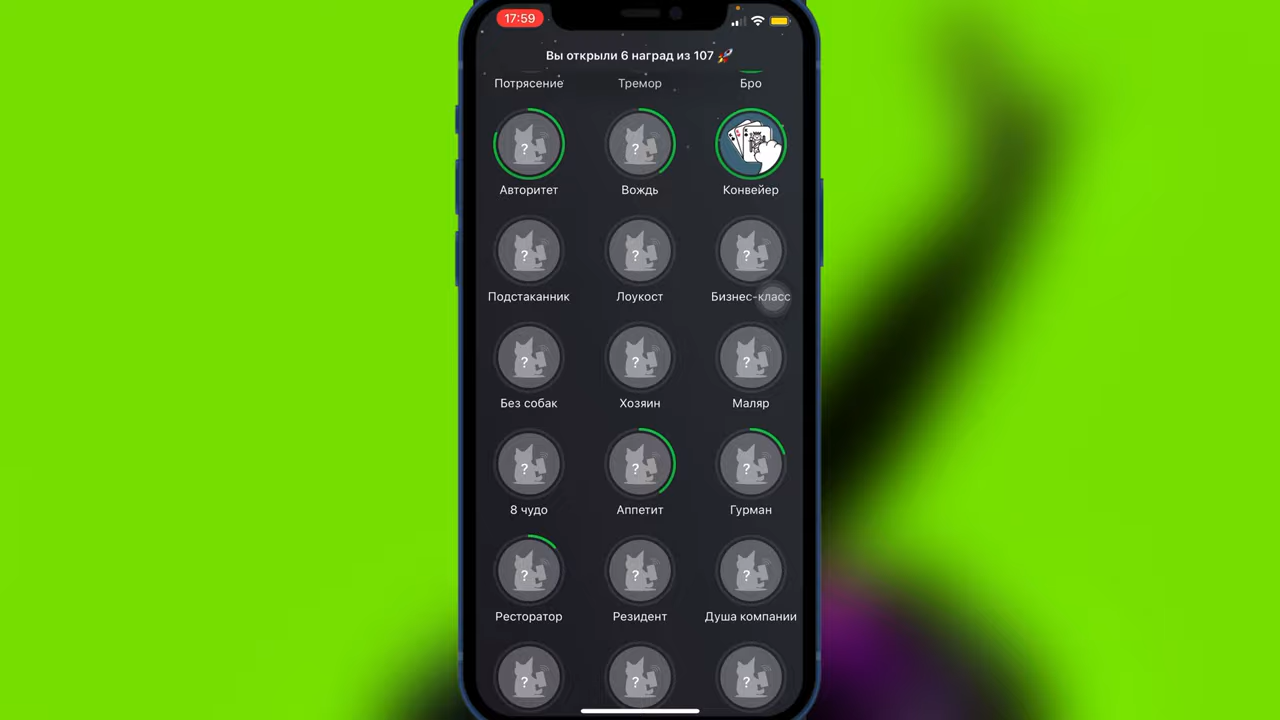 17:59
Вы открыли 6 наград из 107 🚀
Потрясение Тремор Бро
? ?
Авторитет Вождь Конвейер
? ? ?
Подстаканник Лоукост Бизнес-класс
? ? ?
Без собак Хозяин Маляр
? ? ?
8 чудо Аппетит Гурман
? ? ?
Ресторатор Резидент Душа компании
? ? ?